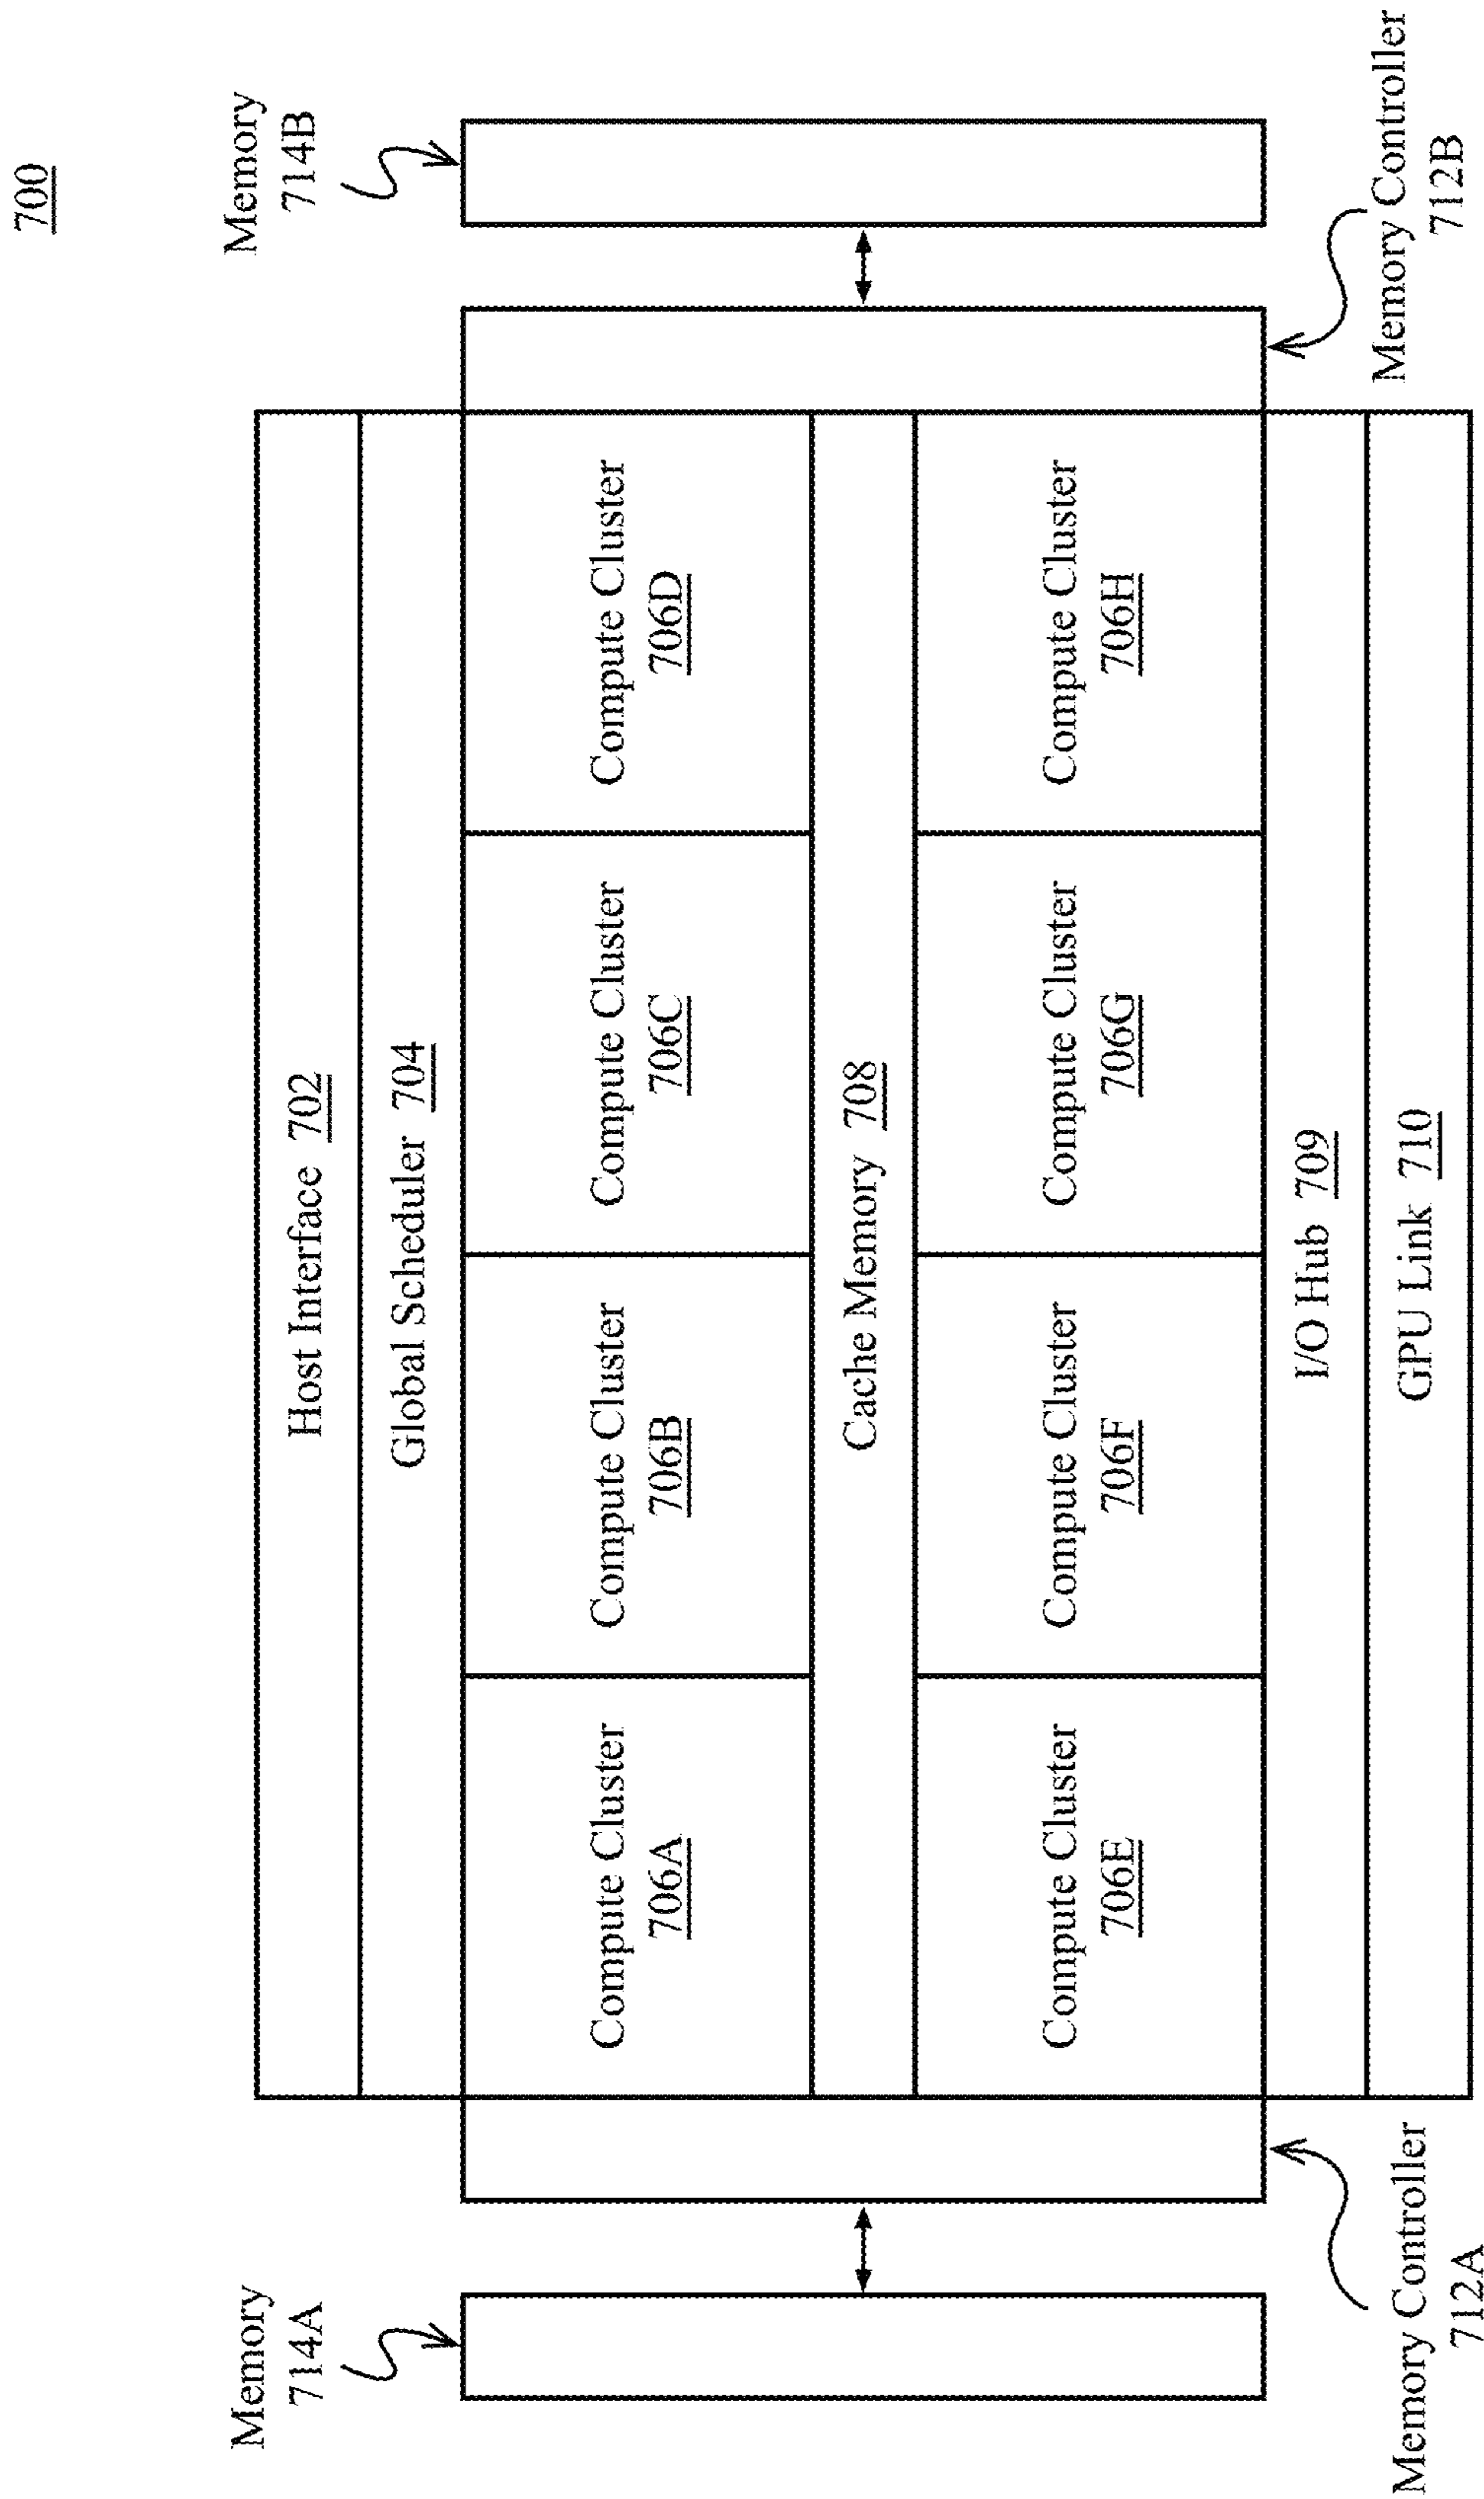 700
Memory
714A
Memory
714B
Host Interface 702
Global Scheduler 704
Compute Cluster
706A
Compute Cluster
706B
Compute Cluster
706C
Compute Cluster
706D
Cache Memory 708
Compute Cluster
706E
Compute Cluster
706F
Compute Cluster
706G
Compute Cluster
706H
I/O Hub 709
GPU Link 710
Memory Controller
712A
Memory Controller
712B